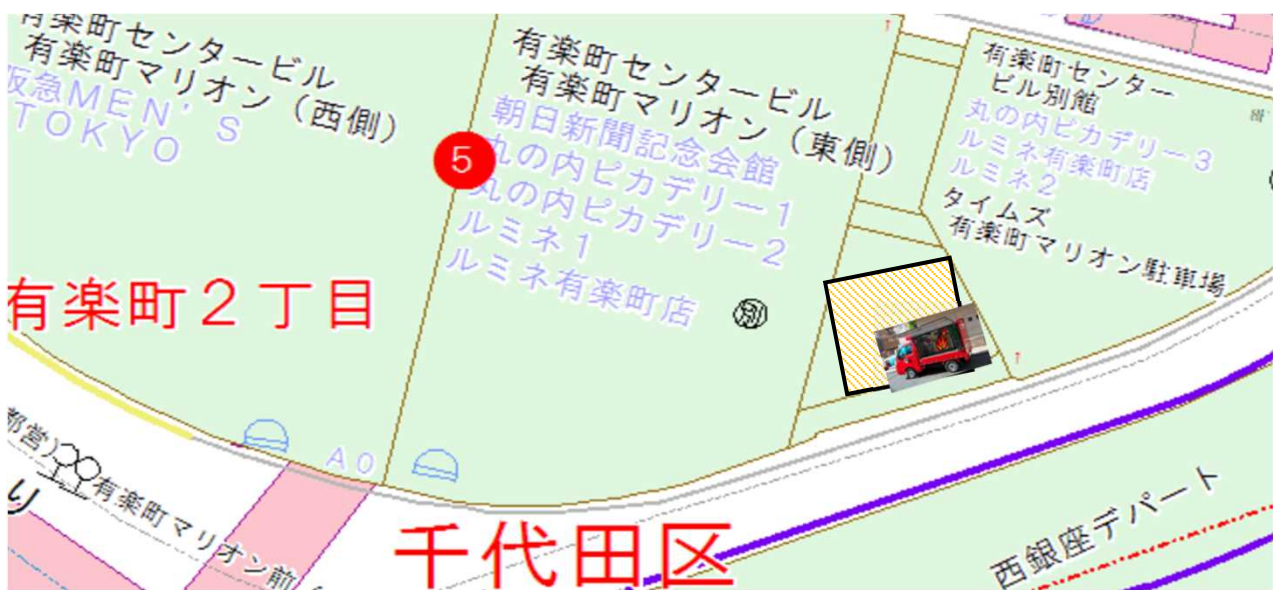 有楽町センタービル
有楽町マリオン（西側）
阪急MEN'S
TOKYO
5
有楽町センタービル
有楽町マリオン（東側）
朝日新聞記念会館
丸の内ピカデリー1
丸の内ピカデリー2
ルミネ1
ルミネ有楽町店
別
有楽町センター
ビル別館
丸の内ピカデリー3
ルミネ有楽町店
ルミネ2
タイムズ
有楽町マリオン駐車場
有楽町2丁目
A0
都営)
有楽町マリオン前
り
千代田区
西銀座デパート